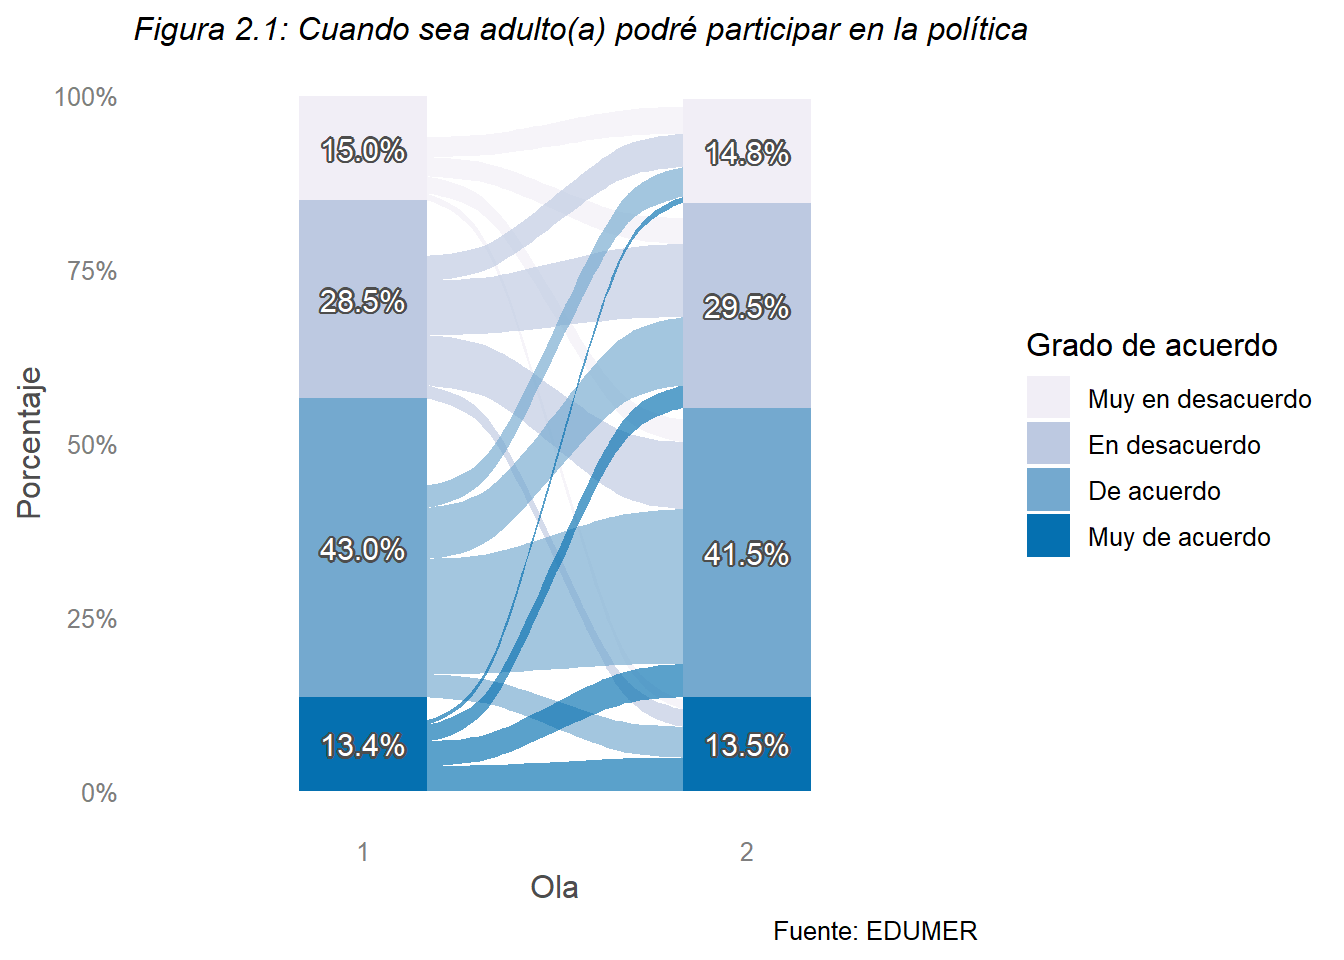 Figura 2.1: Cuando sea adulto(a) podré participar en la política
100%
75%
50%
25%
0%
Porcentaje
15.0%
28.5%
43.0%
13.4%
14.8%
29.5%
41.5%
13.5%
1
2
Ola
Grado de acuerdo
Muy en desacuerdo
En desacuerdo
De acuerdo
Muy de acuerdo
Fuente: EDUMER